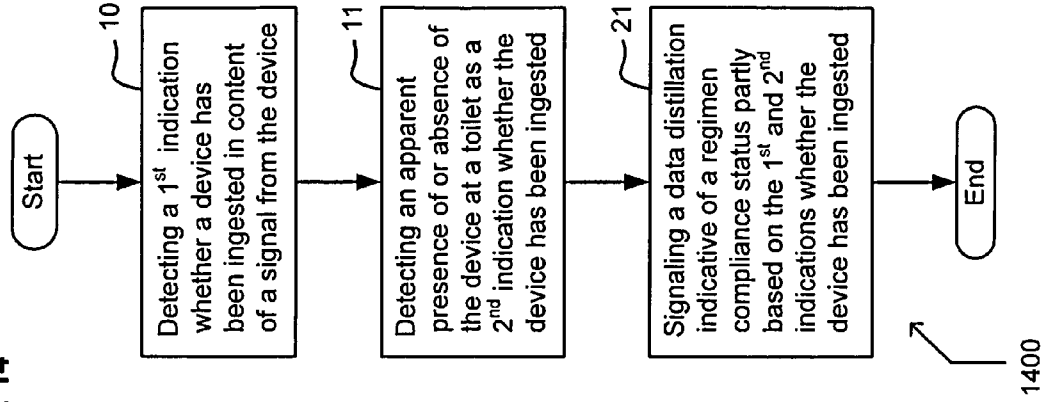 14
Start
10
Detecting a 1st indication
whether a device has
been ingested in content
of a signal from the device
11
Detecting an apparent
presence of or absence of
the device at a toilet as a
2nd indication whether the
device has been ingested
21
Signaling a data distillation
indicative of a regimen
compliance status partly
based on the 1st and 2nd
indications whether the
device has been ingested
End
1400